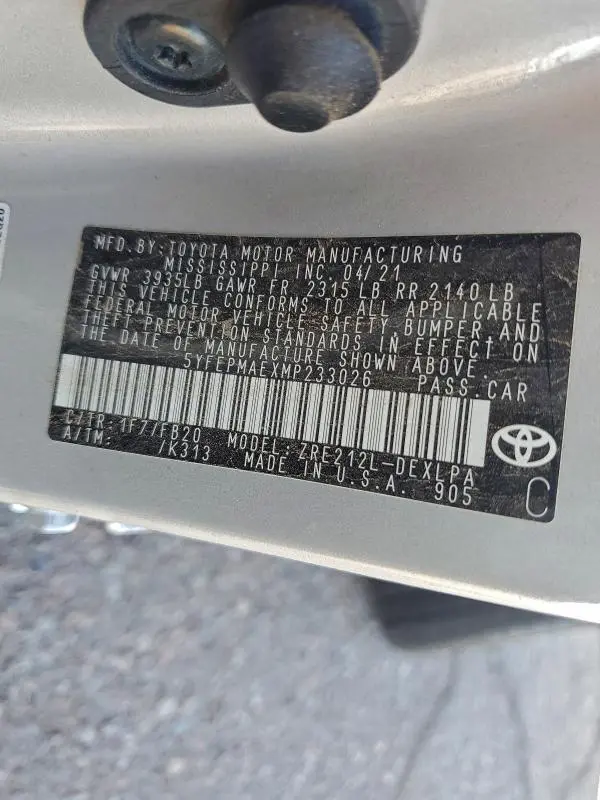 MFD. BY: TOYOTA MOTOR MANUFACTURING
MISSISSIPPI INC. 04/21
GVWR 3935LB GAWR FR 2315 LB RR 2140 LB
THIS VEHICLE CONFORMS TO ALL APPLICABLE
FEDERAL MOTOR VEHICLE SAFETY, BUMPER AND
THEFT PREVENTION STANDARDS IN EFFECT ON
THE DATE OF MANUFACTURE SHOWN ABOVE.
5YFEPMAEXMP233026 PASS. CAR
C/TR: 1F7/FB20 MODEL: ZRE212L-DEXLPA
A/TM: /K313 MADE IN U.S.A. 905
C